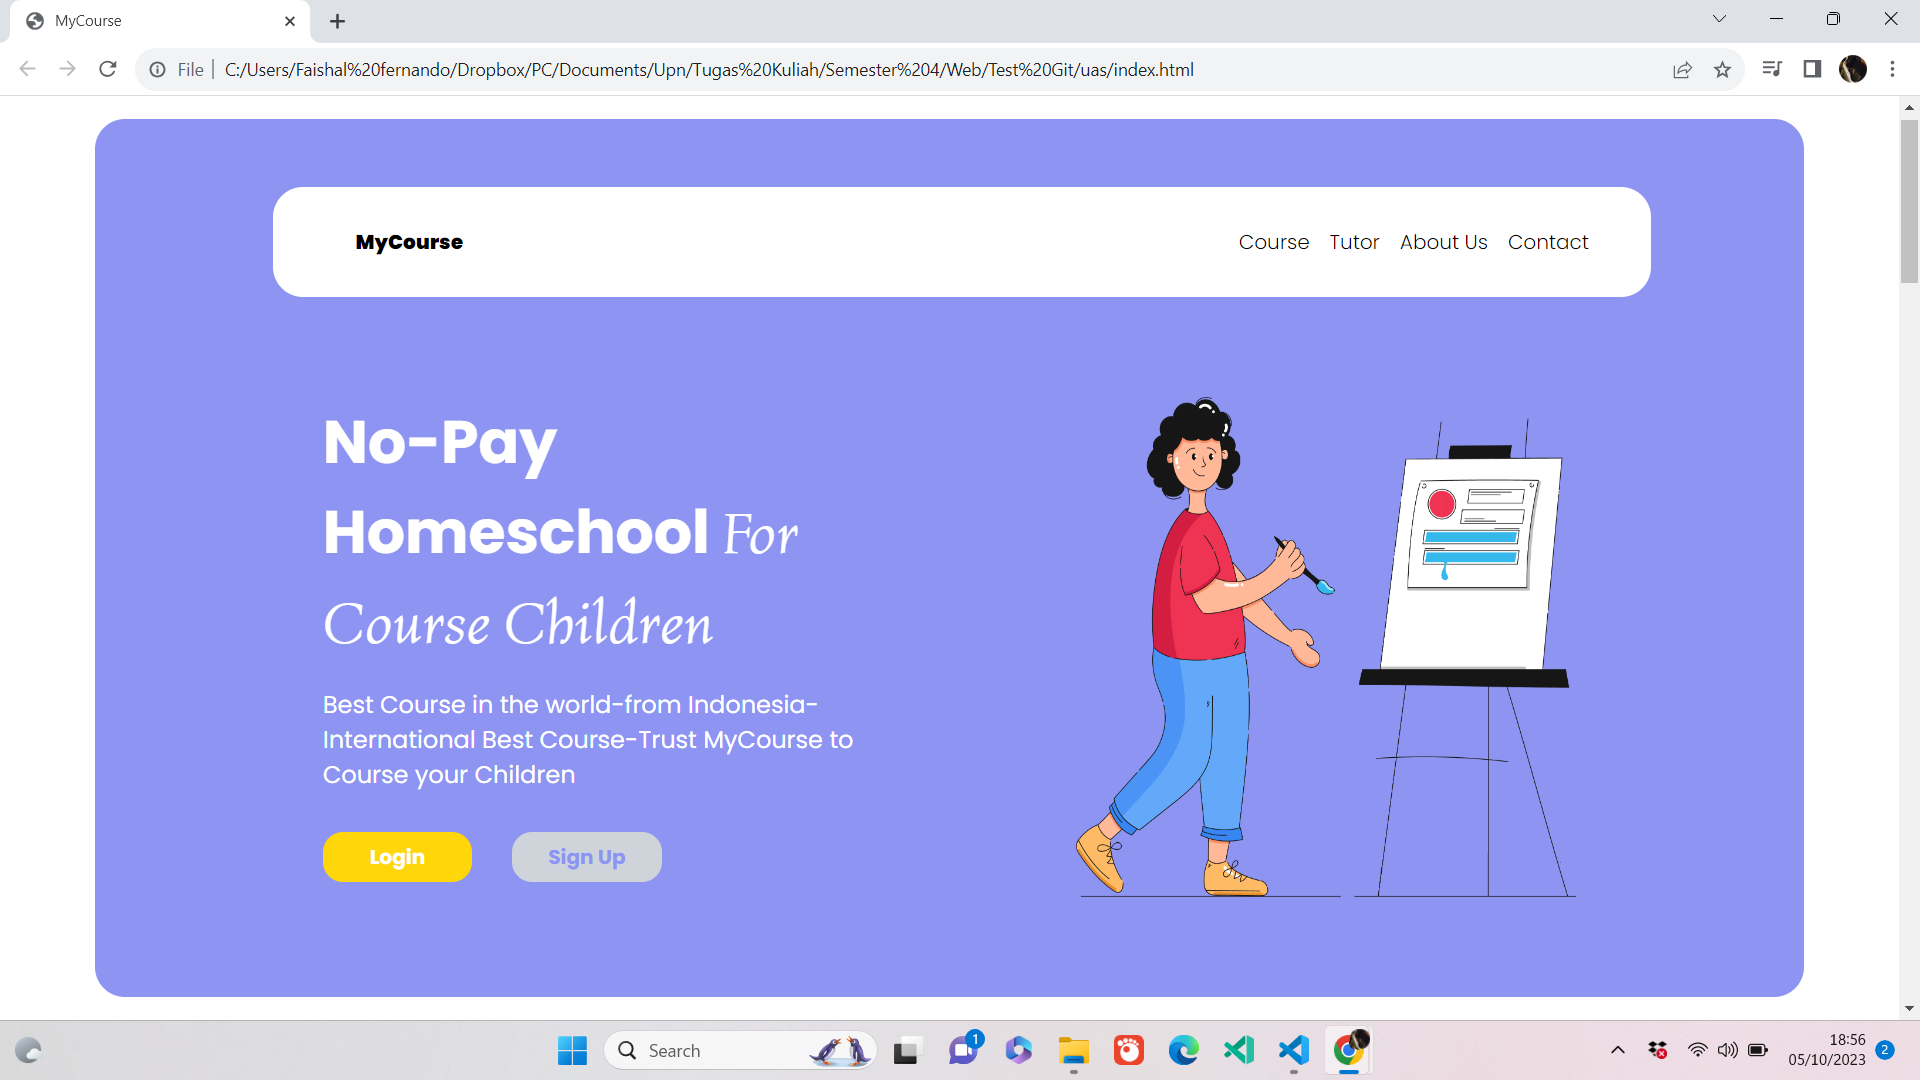 MyCourse
File
C:/Users/Faishal%20fernando/Dropbox/PC/Documents/Upn/Tugas%20Kuliah/Semester%204/Web/Test%20Git/uas/index.html
MyCourse
Course Tutor About Us Contact
No-Pay
Homeschool For
Course Children
Best Course in the world-from Indonesia-
International Best Course-Trust MyCourse to
Course your Children
Login
Sign Up
Search
1
18:56
05/10/2023
2